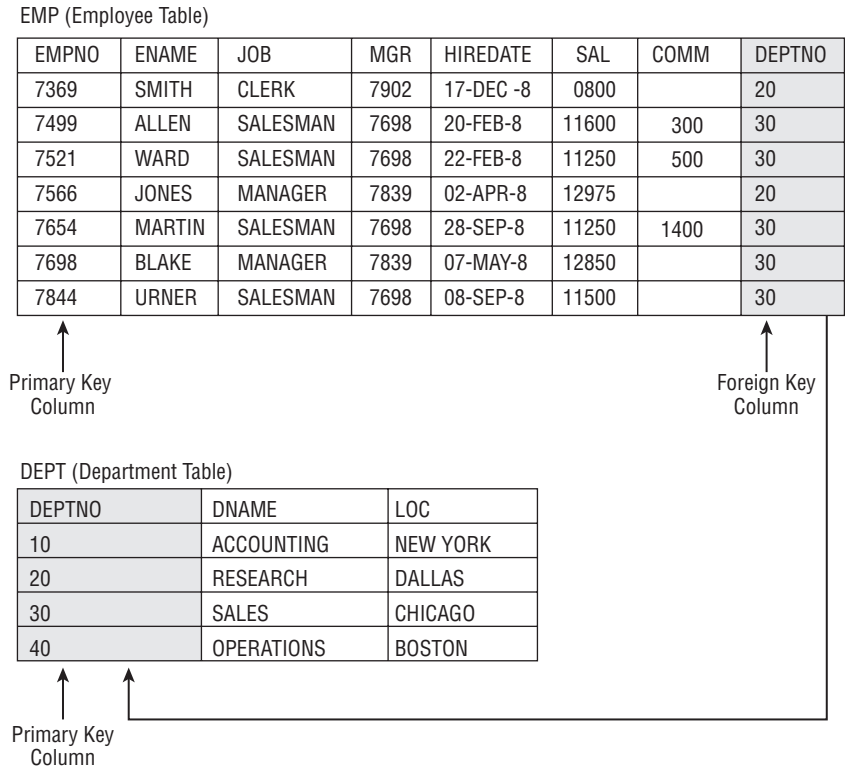 EMP (Employee Table)
EMPNO ENAME JOB MGR HIREDATE SAL COMM DEPTNO
7369 SMITH CLERK 7902 17-DEC -8 0800 20
7499 ALLEN SALESMAN 7698 20-FEB-8 11600 300 30
7521 WARD SALESMAN 7698 22-FEB-8 11250 500 30
7566 JONES MANAGER 7839 02-APR-8 12975 20
7654 MARTIN SALESMAN 7698 28-SEP-8 11250 1400 30
7698 BLAKE MANAGER 7839 07-MAY-8 12850 30
7844 URNER SALESMAN 7698 08-SEP-8 11500 30
Primary Key
Column
Foreign Key
Column
DEPT (Department Table)
DEPTNO DNAME LOC
10 ACCOUNTING NEW YORK
20 RESEARCH DALLAS
30 SALES CHICAGO
40 OPERATIONS BOSTON
Primary Key
Column